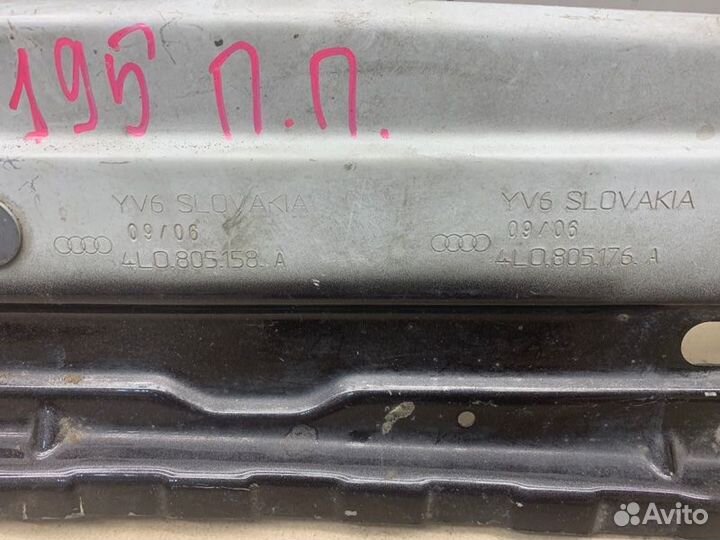 195 П.П.
YV6 SLOVAKIA
09/06
4L0.805.158. A
YV6 SLOVAKIA
09/06
4L0.805.176. A
Avito